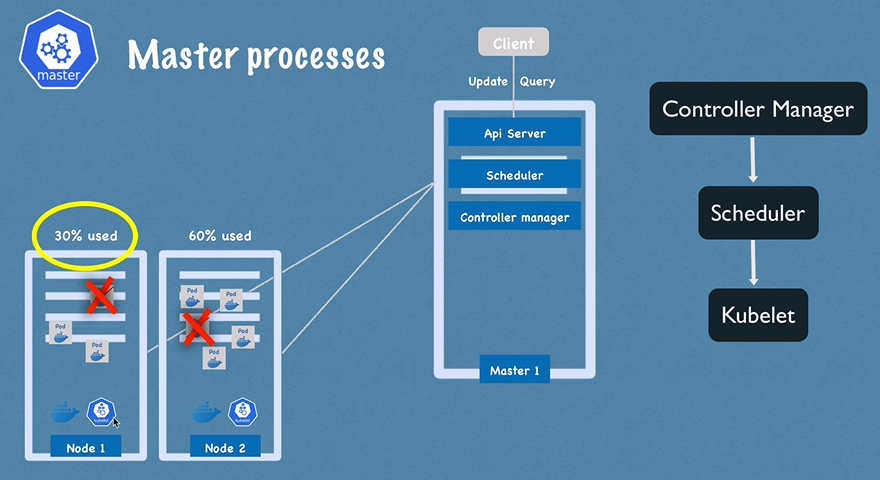 master
Master processes
Client
Update Query
Api Server
Scheduler
Controller manager
Master 1
Controller Manager
Scheduler
Kubelet
30% used
60% used
Pod
Pod
Pod
Pod
Pod
Pod
kubelet
Node 1
kubelet
Node 2